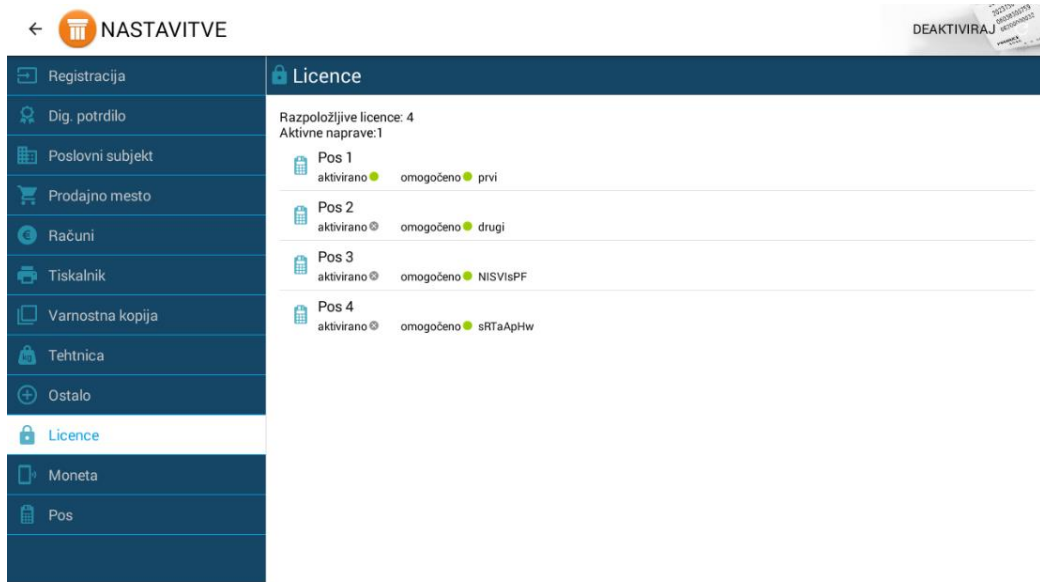 NASTAVITVE
DEAKTIVIRAJ
Registracija
Dig. potrdilo
Poslovni subjekt
Prodajno mesto
Računi
Tiskalnik
Varnostna kopija
Tehtnica
Ostalo
Licence
Moneta
Pos
Licence
Razpoložljive licence: 4
Aktivne naprave:1
Pos 1
aktivirano omogočeno prvi
Pos 2
aktivirano omogočeno drugi
Pos 3
aktivirano omogočeno NISVIsPF
Pos 4
aktivirano omogočeno sRTaApHw